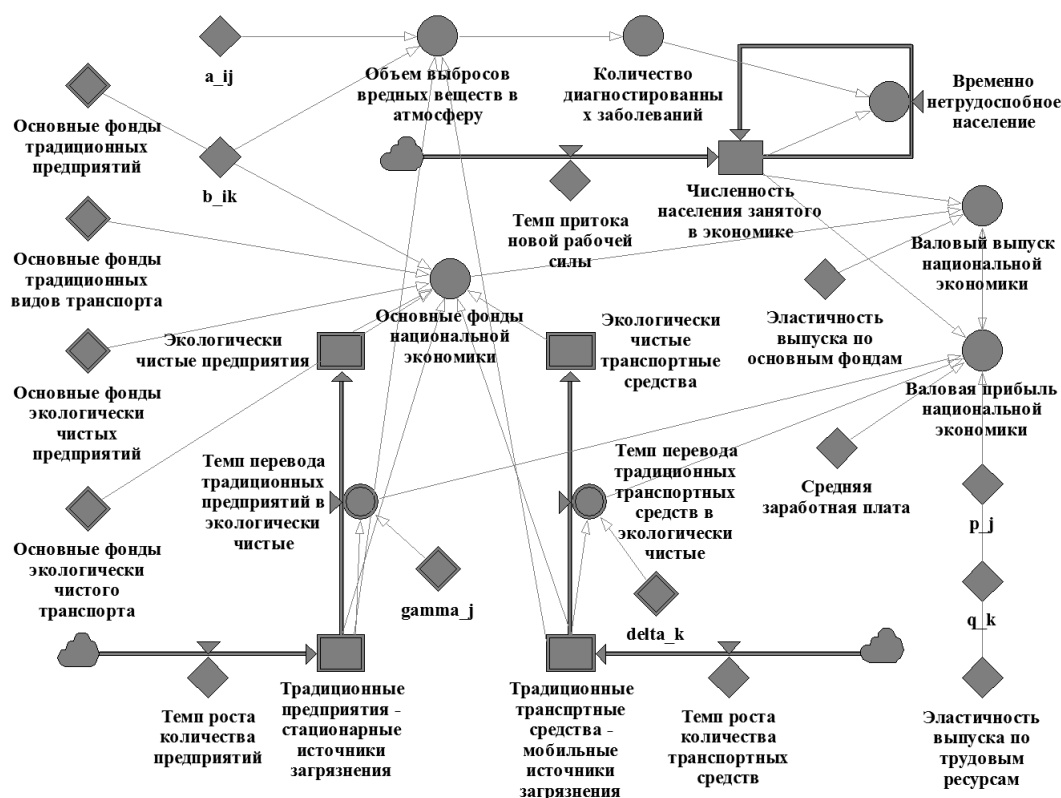 a_ij
Объем выбросов
вредных веществ в
атмосферу
Количество
диагностированны
х заболеваний
Временно
нетрудоспобное
население
Основные фонды
традиционных
предприятий
b_ik
Темп притока
новой рабочей
силы
Численность
населения занятого
в экономике
Валовый выпуск
национальной
экономики
Основные фонды
традиционных
видов транспорта
Основные фонды
национальной
экономики
Экологически
чистые предприятия
Экологически
чистые
транспортные
средства
Эластичность
выпуска по
основным фондам
Валовая прибыль
национальной
экономики
Основные фонды
экологически
чистых
предприятий
Темп перевода
традиционных
предприятий в
экологически
чистые
Темп перевода
традиционных
транспортных
средств в
экологически
чистые
Средняя
заработная плата
p_j
Основные фонды
экологически
чистого
транспорта
gamma_j
delta_k
q_k
Темп роста
количества
предприятий
Традиционные
предприятия -
стационарные
источники
загрязнения
Традиционные
транспртные
средства -
мобильные
источники
загрязнения
Темп роста
количества
транспортных
средств
Эластичность
выпуска по
трудовым
ресурсам